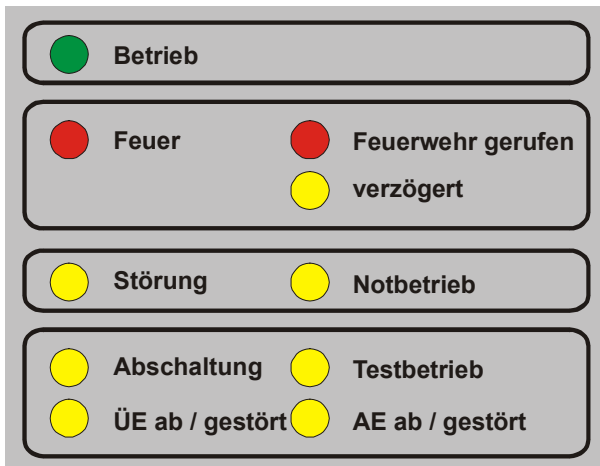 Betrieb
Feuer
Feuerwehr gerufen
verzögert
Störung
Notbetrieb
Abschaltung
Testbetrieb
ÜE ab / gestört
AE ab / gestört